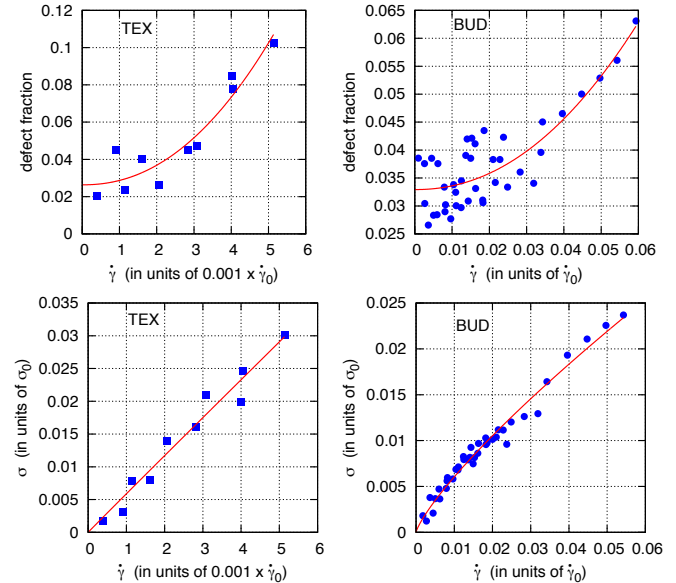 TEX
defect fraction
0.12
0.1
0.08
0.06
0.04
0.02
0
0 1 2 3 4 5 6
γ̇ (in units of 0.001 x γ̇₀)
BUD
defect fraction
0.065
0.06
0.055
0.05
0.045
0.04
0.035
0.03
0.025
0 0.01 0.02 0.03 0.04 0.05 0.06
γ̇ (in units of γ̇₀)
TEX
σ (in units of σ₀)
0.035
0.03
0.025
0.02
0.015
0.01
0.005
0
0 1 2 3 4 5 6
γ̇ (in units of 0.001 x γ̇₀)
BUD
σ (in units of σ₀)
0.025
0.02
0.015
0.01
0.005
0
0 0.01 0.02 0.03 0.04 0.05 0.06
γ̇ (in units of γ̇₀)